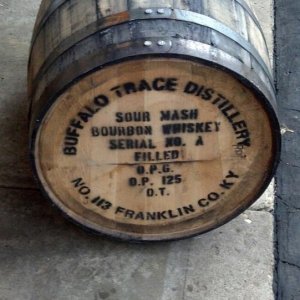 BUFFALO TRACE DISTILLERY
SOUR MASH
BOURBON WHISKEY
SERIAL NO. A
FILLED
O.P.G.
O.P. 125
O.T.
NO. 113 FRANKLIN CO. KY